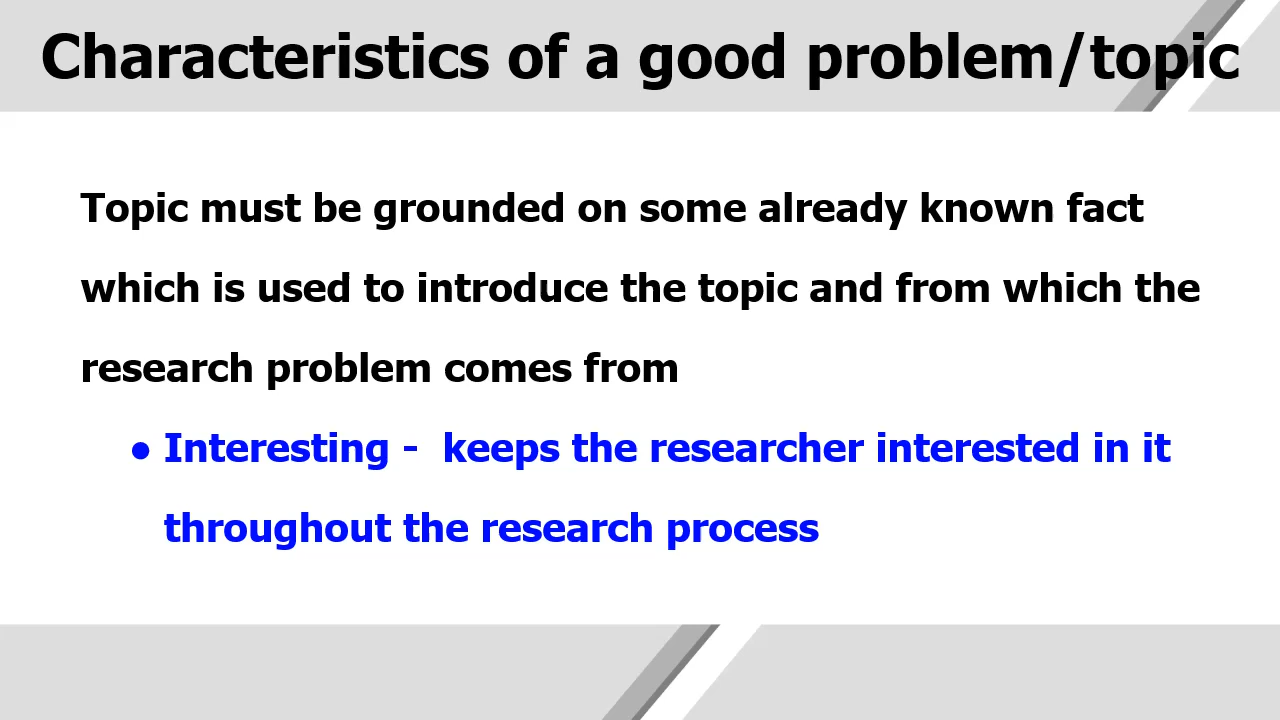 Characteristics of a good problem/topic
Topic must be grounded on some already known fact
which is used to introduce the topic and from which the
research problem comes from
● Interesting -  keeps the researcher interested in it
throughout the research process